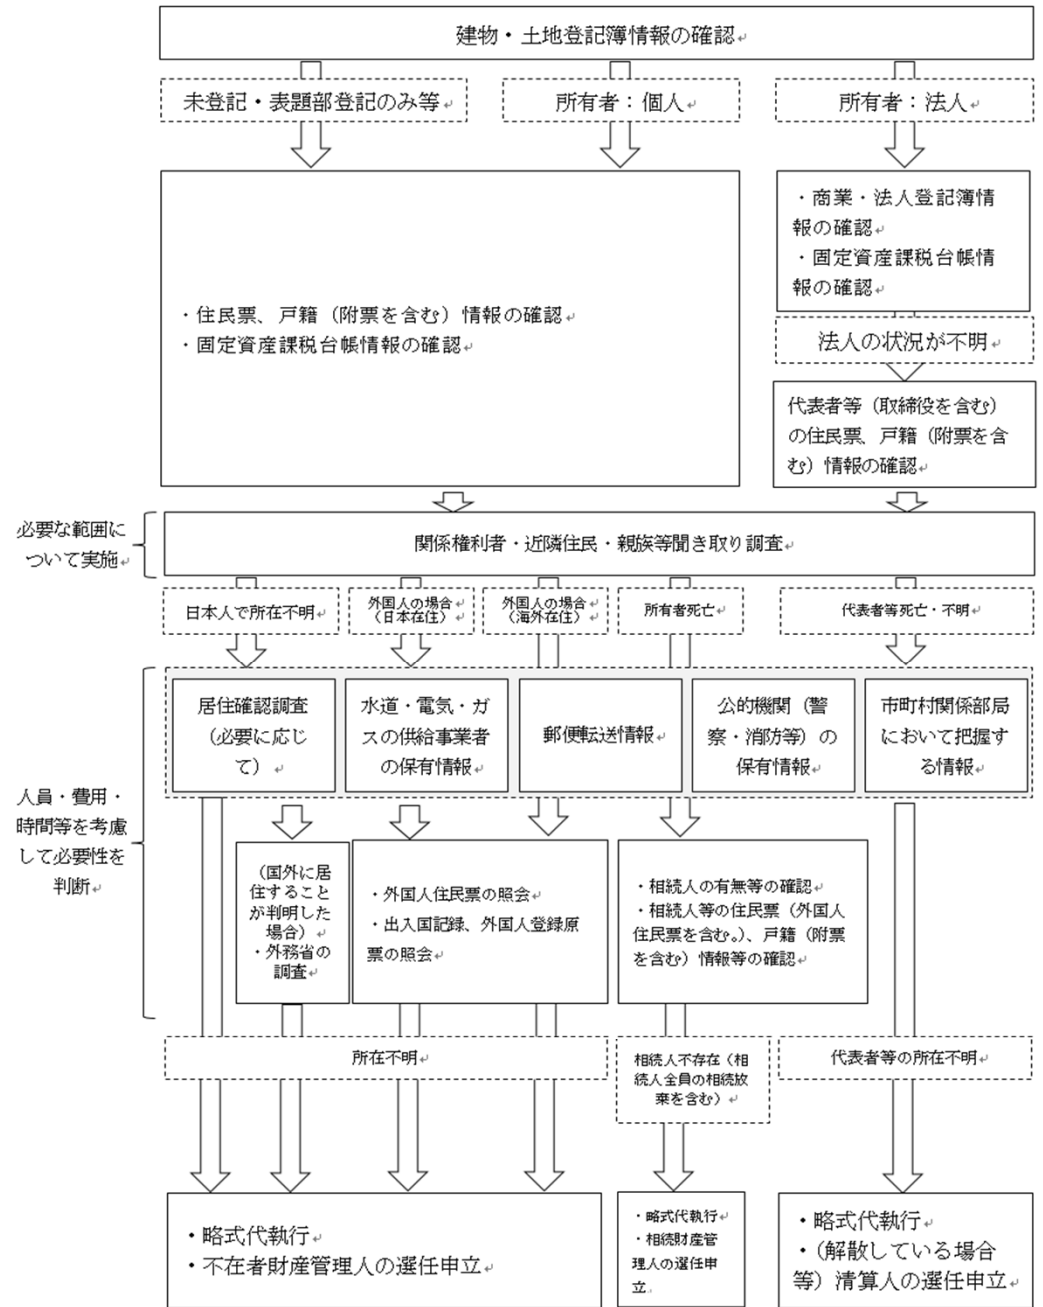 建物・土地登記簿情報の確認
未登記・表題部登記のみ等
所有者：個人
所有者：法人
・住民票、戸籍（附票を含む）情報の確認
・固定資産課税台帳情報の確認
・商業・法人登記簿情
報の確認
・固定資産課税台帳情
報の確認
法人の状況が不明
代表者等（取締役を含む）
の住民票、戸籍（附票を含
む）情報の確認
必要な範囲に
ついて実施
関係権利者・近隣住民・親族等聞き取り調査
日本人で所在不明
外国人の場合
（日本在住）
外国人の場合
（海外在住）
所有者死亡
代表者等死亡・不明
人員・費用・
時間等を考慮
して必要性を
判断
居住確認調査
（必要に応じ
て）
水道・電気・ガ
スの供給事業者
の保有情報
郵便転送情報
公的機関（警
察・消防等）の
保有情報
市町村関係部局
において把握す
る情報
（国外に居
住すること
が判明した
場合）
・外務省の
調査
・外国人住民票の照会
・出入国記録、外国人登録原
票の照会
・相続人の有無等の確認
・相続人等の住民票（外国人
住民票を含む。）、戸籍（附票
を含む）情報等の確認
所在不明
相続人不存在（相
続人全員の相続放
棄を含む）
代表者等の所在不明
・略式代執行
・不在者財産管理人の選任申立
・略式代執行
・相続財産管
理人の選任申
立
・略式代執行
・（解散している場合
等）清算人の選任申立